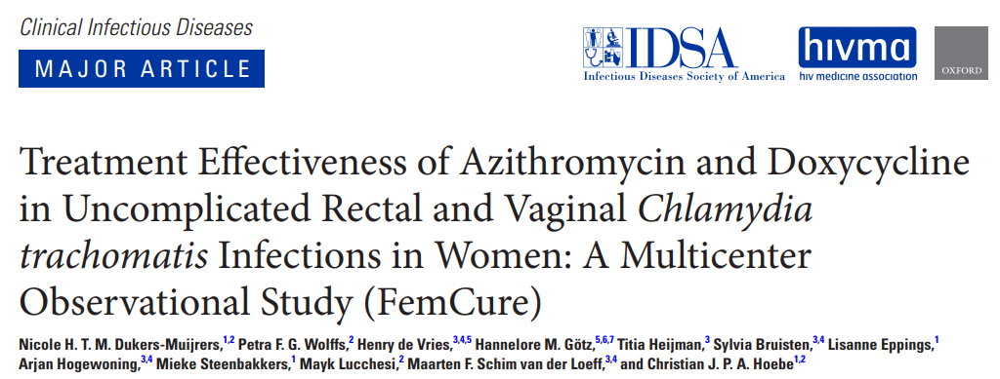 Clinical Infectious Diseases
MAJOR ARTICLE
IDSA
Infectious Diseases Society of America
hivma
hiv medicine association
OXFORD
Treatment Effectiveness of Azithromycin and Doxycycline
in Uncomplicated Rectal and Vaginal Chlamydia
trachomatis Infections in Women: A Multicenter
Observational Study (FemCure)
Nicole H. T. M. Dukers-Muijrers,1,2 Petra F. G. Wolffs,2 Henry de Vries,3,4,5 Hannelore M. Götz,5,6,7 Titia Heijman,3 Sylvia Bruisten,3,4 Lisanne Eppings,1
Arjan Hogewoning,3,4 Mieke Steenbakkers,1 Mayk Lucchesi,2 Maarten F. Schim van der Loeff,3,4 and Christian J. P. A. Hoebe1,2